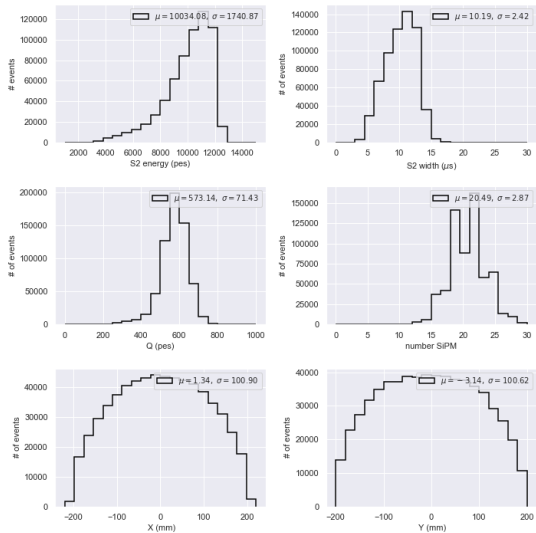 μ = 10034.08, σ = 1740.87
120000
100000
80000
60000
40000
20000
0
# of events
2000 4000 6000 8000 10000 12000 14000
S2 energy (pes)
μ = 10.19, σ = 2.42
140000
120000
100000
80000
60000
40000
20000
0
# of events
0 5 10 15 20 25 30
S2 width (μs)
μ = 573.14, σ = 71.43
200000
150000
100000
50000
0
# of events
0 200 400 600 800 1000
Q (pes)
μ = 20.49, σ = 2.87
150000
125000
100000
75000
50000
25000
0
# of events
0 5 10 15 20 25 30
number SiPM
μ = 1.34, σ = 100.90
40000
30000
20000
10000
0
# of events
−200 −100 0 100 200
X (mm)
μ = −3.14, σ = 100.62
40000
30000
20000
10000
0
# of events
−200 −100 0 100 200
Y (mm)